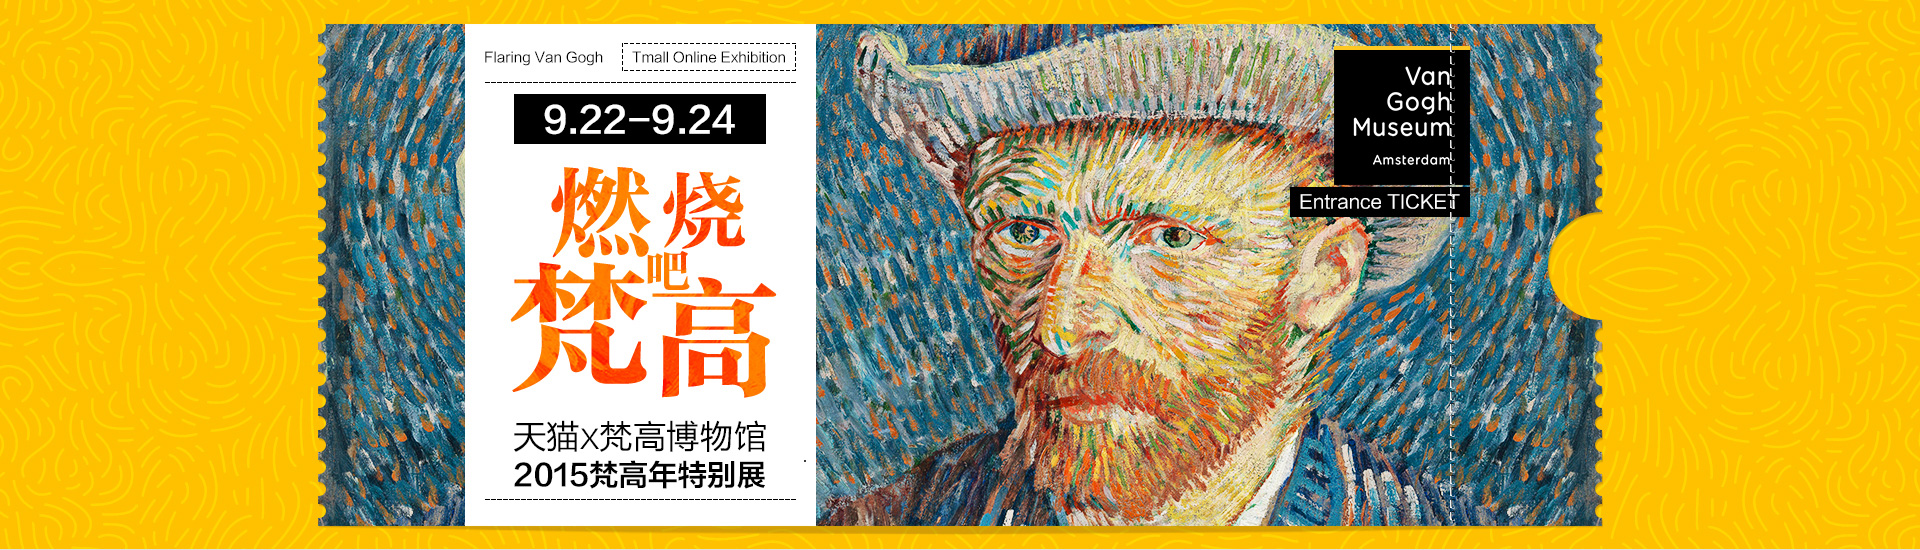 Flaring Van Gogh
Tmall Online Exhibition
9.22-9.24
燃烧
吧
梵高
天猫X梵高博物馆
2015梵高年特别展
Van
Gogh
Museum
Amsterdam
Entrance TICKET